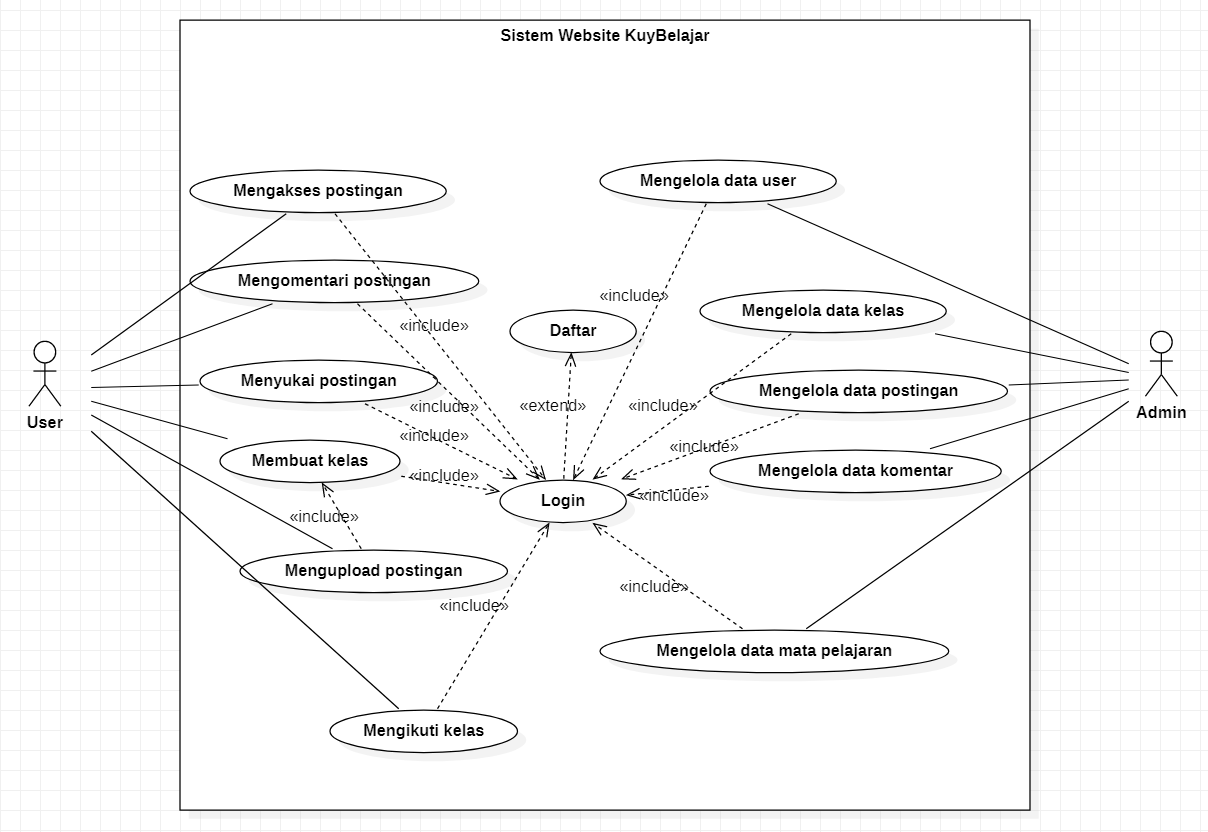 Sistem Website KuyBelajar
Mengakses postingan
Mengelola data user
Mengomentari postingan
«include»
Mengelola data kelas
«include»
Daftar
Menyukai postingan
Mengelola data postingan
«include»
«extend»
«include»
User
Admin
«include»
«include»
Membuat kelas
Mengelola data komentar
«include»
«include»
Login
«include»
Mengupload postingan
«include»
«include»
Mengelola data mata pelajaran
Mengikuti kelas